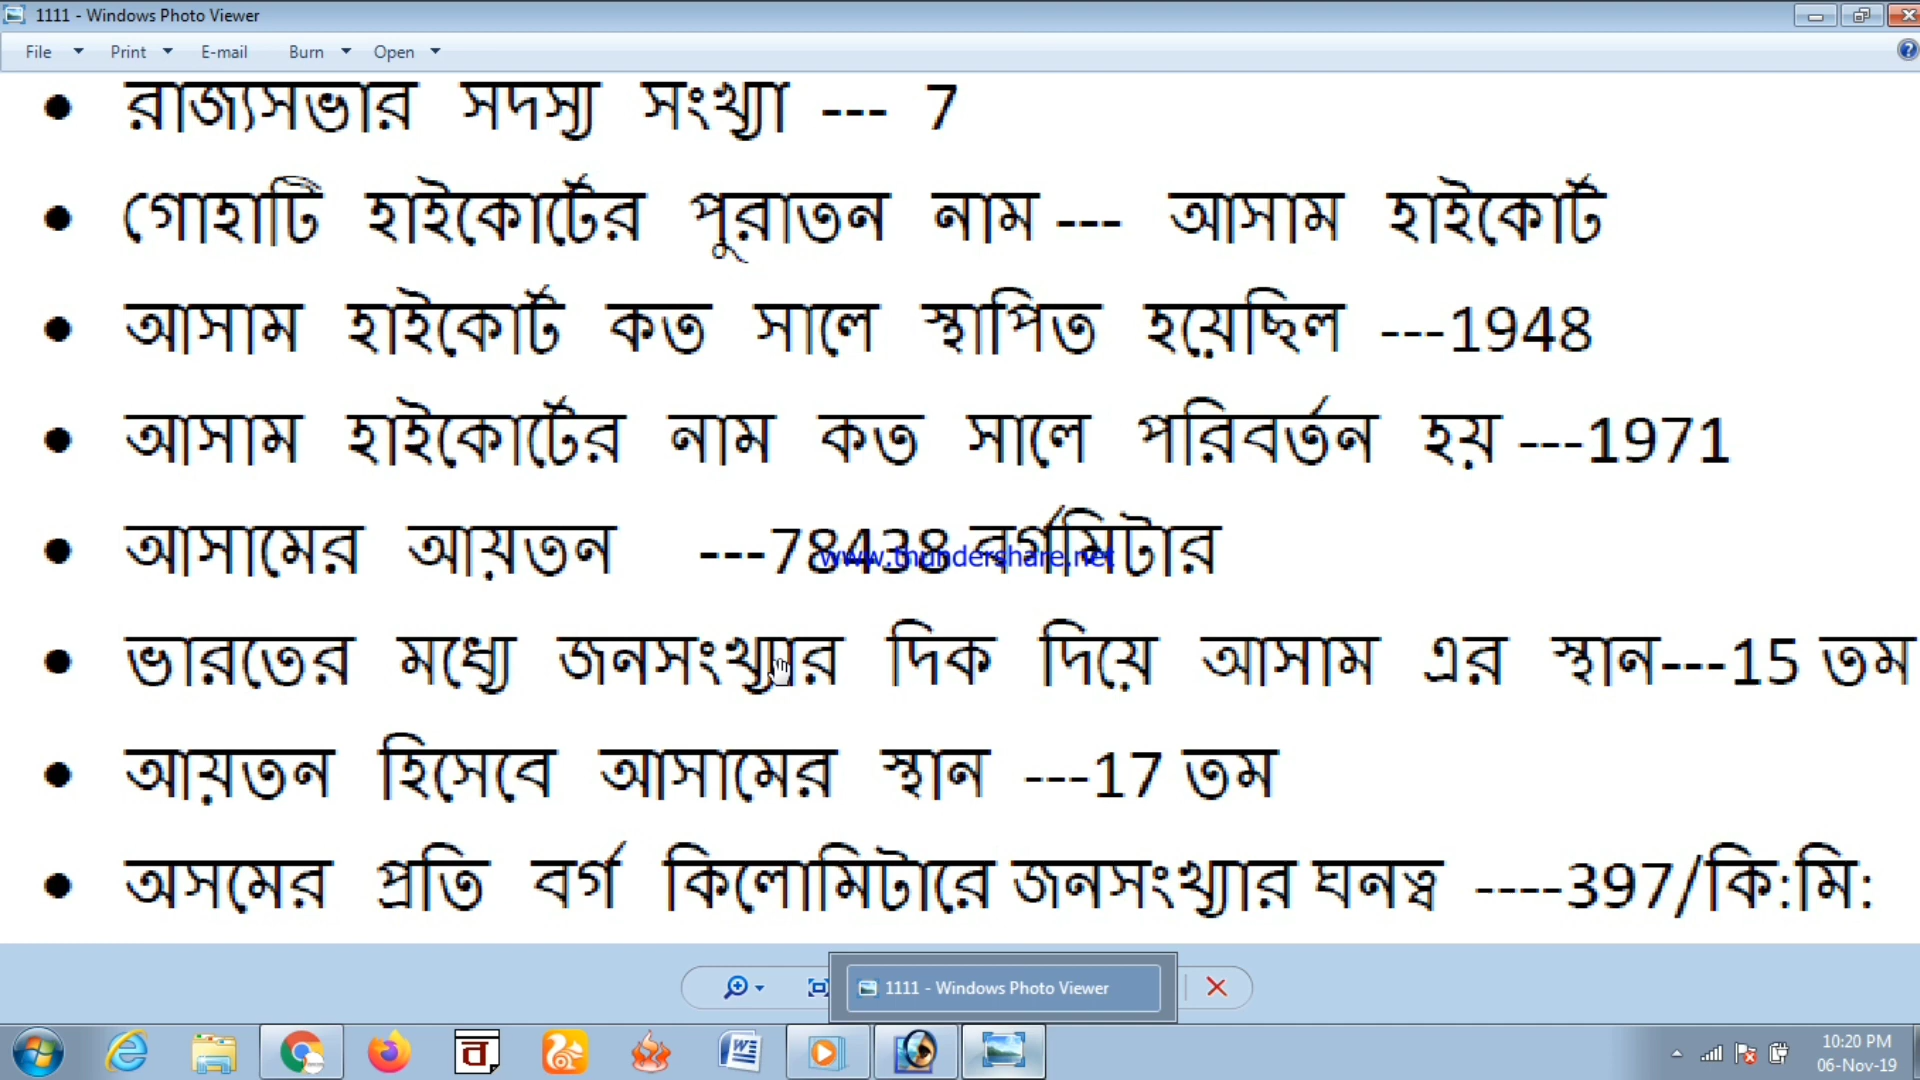 1111 - Windows Photo Viewer
File Print E-mail Burn Open
• রাজ্যসভার সদস্য সংখ্যা --- 7
• গোহাটি হাইকোর্টের পুরাতন নাম --- আসাম হাইকোর্ট
• আসাম হাইকোর্ট কত সালে স্থাপিত হয়েছিল ---1948
• আসাম হাইকোর্টের নাম কত সালে পরিবর্তন হয় ---1971
• আসামের আয়তন ---78438 বর্গমিটার
www.thundershare.net
• ভারতের মধ্যে জনসংখ্যার দিক দিয়ে আসাম এর স্থান---15 তম
• আয়তন হিসেবে আসামের স্থান ---17 তম
• অসমের প্রতি বর্গ কিলোমিটারে জনসংখ্যার ঘনত্ব ----397/কি:মি:
1111 - Windows Photo Viewer
10:20 PM
06-Nov-19